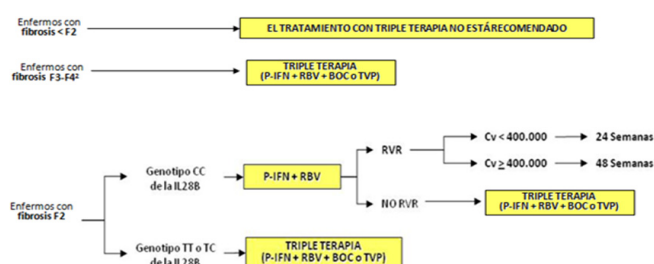 Enfermos con
fibrosis < F2
EL TRATAMIENTO CON TRIPLE TERAPIA NO ESTÁRECOMENDADO
Enfermos con
fibrosis F3-F4²
TRIPLE TERAPIA
(P-IFN + RBV + BOC o TVP)
Enfermos con
fibrosis F2
Genotipo CC
de la IL28B
P-IFN + RBV
RVR
Cv < 400.000
24 Semanas
Cv ≥ 400.000
48 Semanas
NO RVR
TRIPLE TERAPIA
(P-IFN + RBV + BOC o TVP)
Genotipo TT o TC
de la IL28B
TRIPLE TERAPIA
(P-IFN + RBV + BOC o TVP)